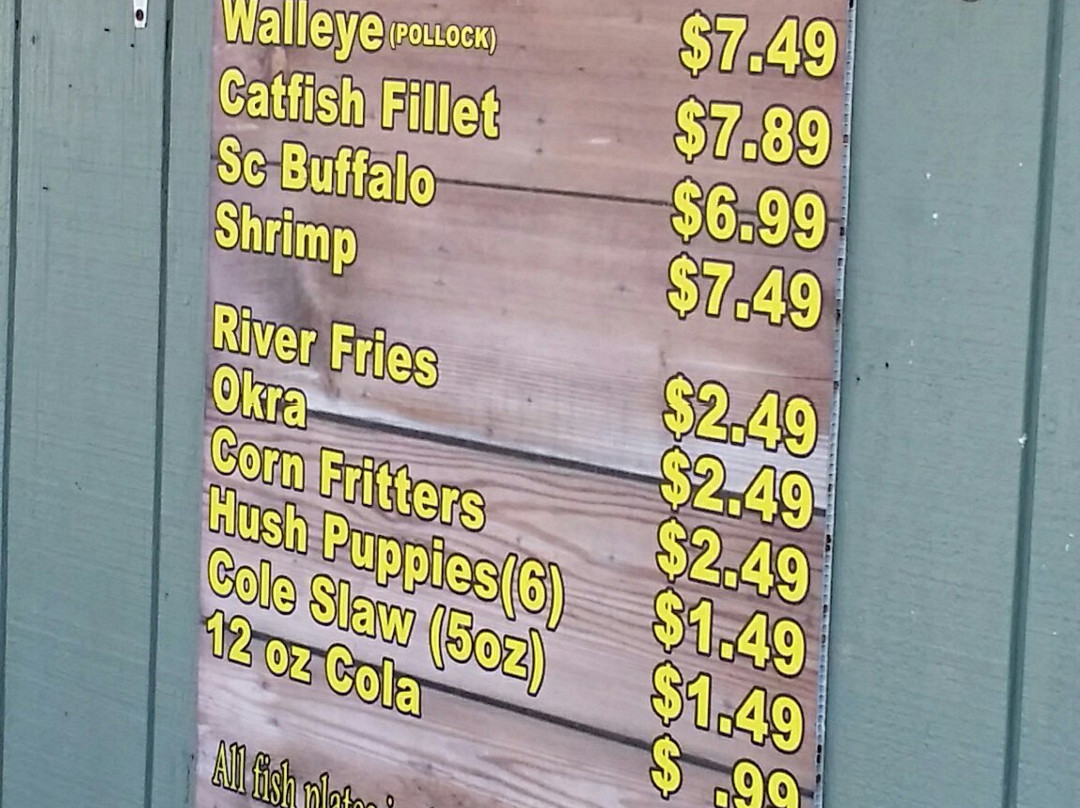 Walleye (POLLOCK) $7.49
Catfish Fillet $7.89
Sc Buffalo $6.99
Shrimp $7.49
River Fries $2.49
Okra $2.49
Corn Fritters $2.49
Hush Puppies(6) $1.49
Cole Slaw (5oz) $1.49
12 oz Cola $ .99
All fish plates